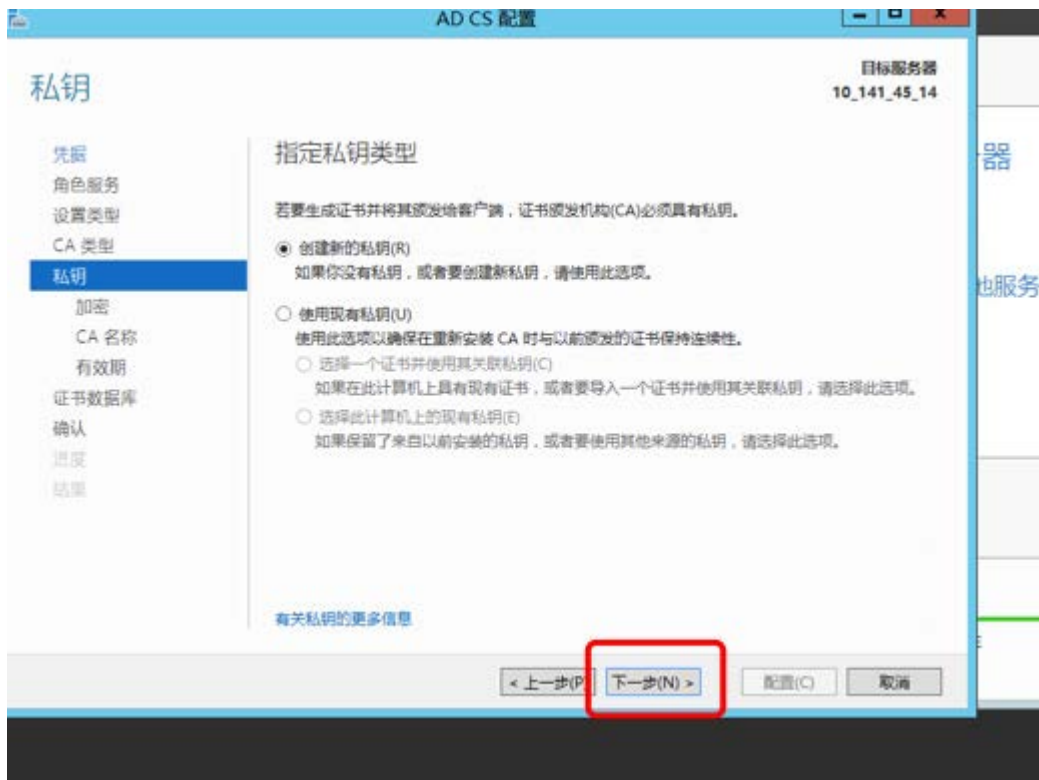 AD CS 配置
私钥
目标服务器
10_141_45_14
凭据
角色服务
设置类型
CA 类型
私钥
加密
CA 名称
有效期
证书数据库
确认
进度
结果
指定私钥类型
若要生成证书并将其颁发给客户端，证书颁发机构(CA)必须具有私钥。
创建新的私钥(R)
如果你没有私钥，或者要创建新私钥，请使用此选项。
使用现有私钥(U)
使用此选项以确保在重新安装 CA 时与以前颁发的证书保持连续性。
选择一个证书并使用其关联私钥(C)
如果在此计算机上具有现有证书，或者要导入一个证书并使用其关联私钥，请选择此选项。
选择此计算机上的现有私钥(E)
如果保留了来自以前安装的私钥，或者要使用其他来源的私钥，请选择此选项。
有关私钥的更多信息
< 上一步(P
下一步(N) >
配置(C)
取消
器
他服务